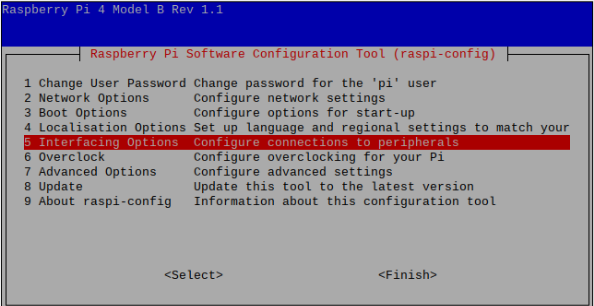 Raspberry Pi 4 Model B Rev 1.1
Raspberry Pi Software Configuration Tool (raspi-config)
1 Change User Password Change password for the 'pi' user
2 Network Options Configure network settings
3 Boot Options Configure options for start-up
4 Localisation Options Set up language and regional settings to match your
5 Interfacing Options Configure connections to peripherals
6 Overclock Configure overclocking for your Pi
7 Advanced Options Configure advanced settings
8 Update Update this tool to the latest version
9 About raspi-config Information about this configuration tool
<Select> <Finish>